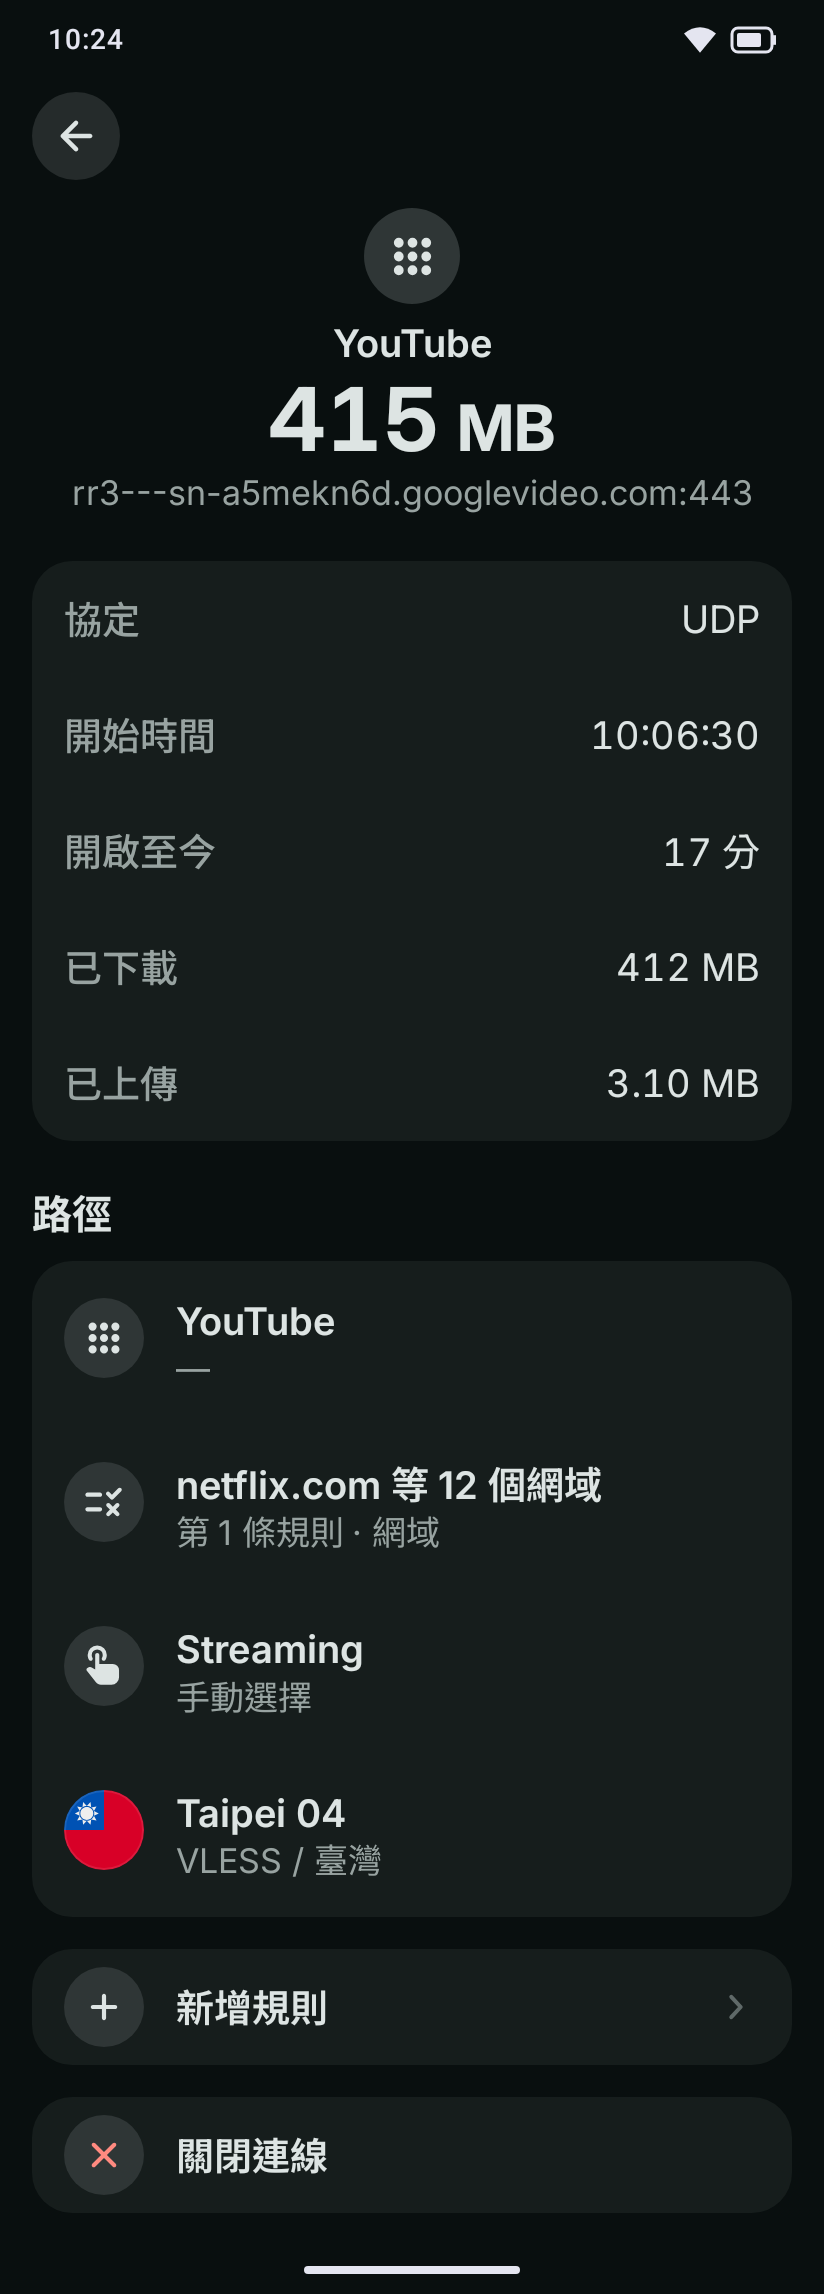 10:24
YouTube
415 MB
rr3---sn-a5mekn6d.googlevideo.com:443
協定
UDP
開始時間
10:06:30
開啟至今
17 分
已下載
412 MB
已上傳
3.10 MB
路徑
YouTube
—
netflix.com 等 12 個網域
第 1 條規則 · 網域
Streaming
手動選擇
Taipei 04
VLESS / 臺灣
新增規則
關閉連線